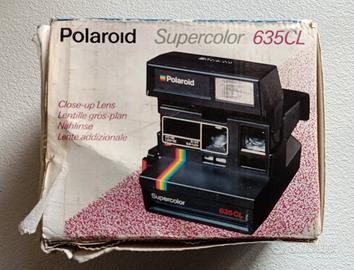 Polaroid Supercolor 635CL
Close-up Lens
Lentille gros-plan
Nahlinse
Lente addizionale
Polaroid
Supercolor 635CL